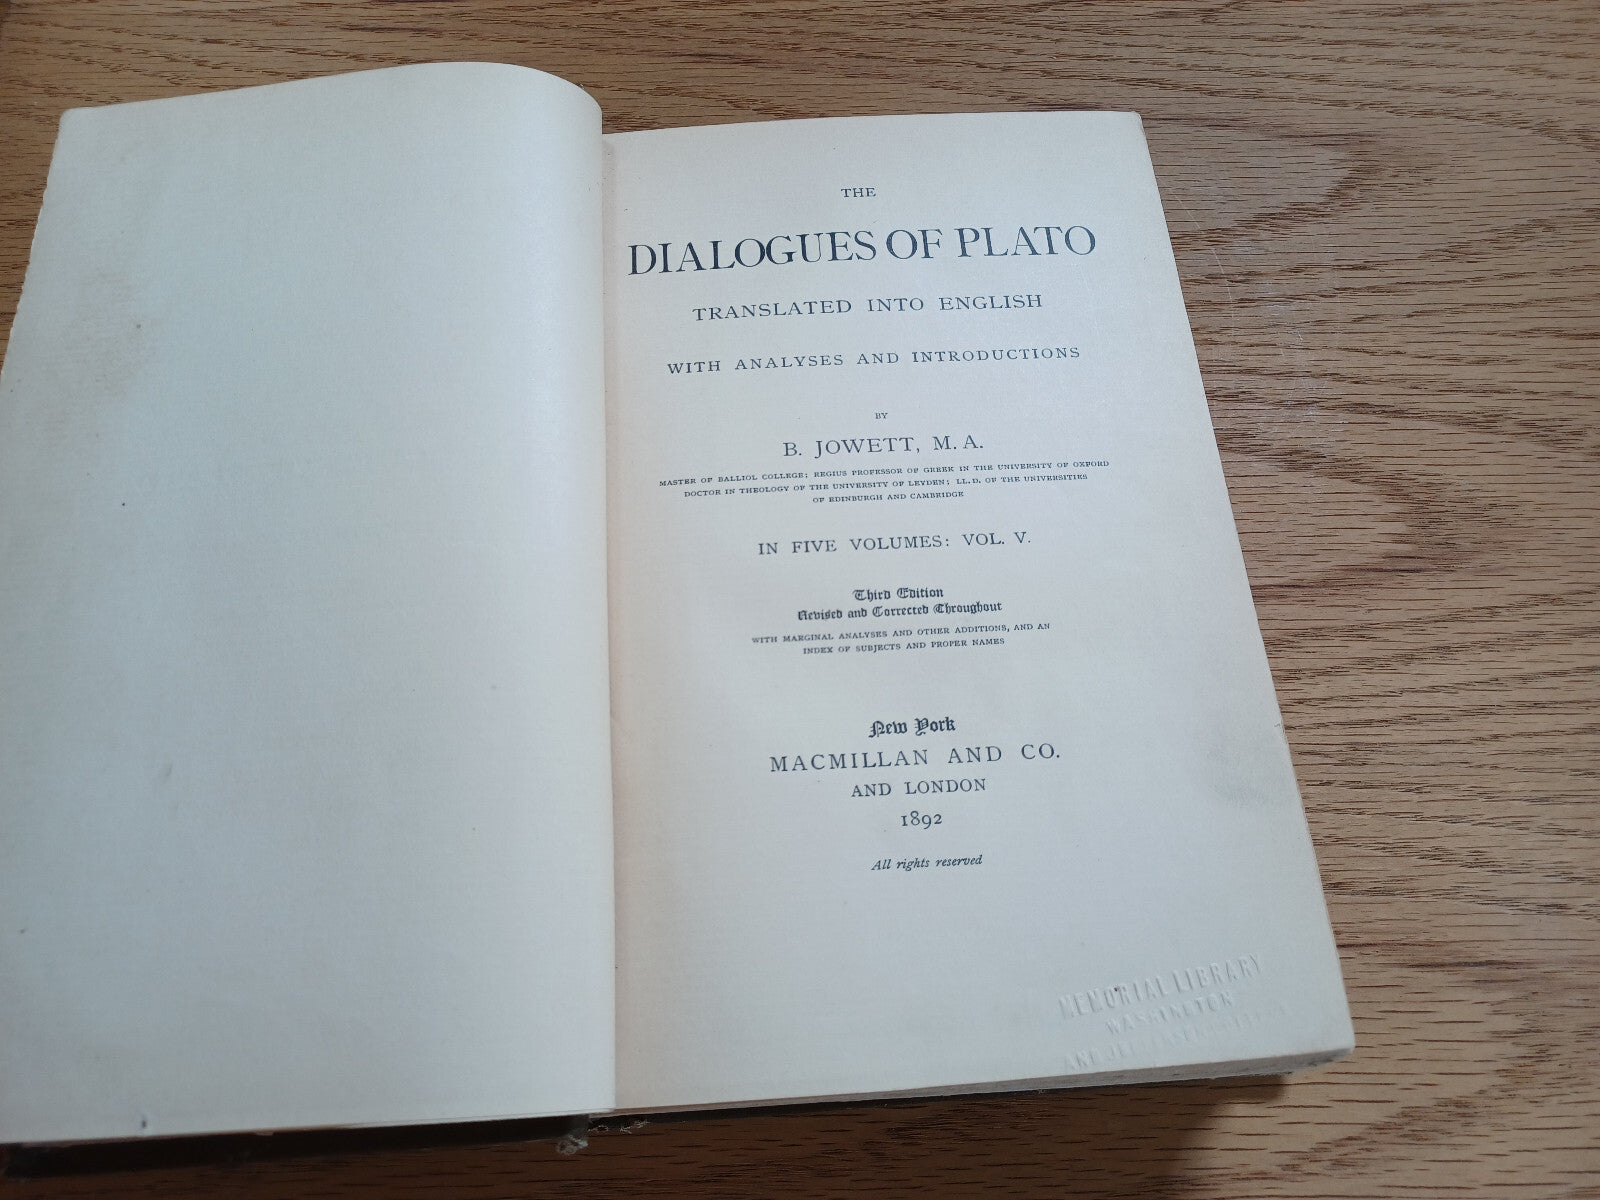 THE
DIALOGUES OF PLATO
TRANSLATED INTO ENGLISH
WITH ANALYSES AND INTRODUCTIONS
BY
B. JOWETT, M.A.
MASTER OF BALLIOL COLLEGE; REGIUS PROFESSOR OF GREEK IN THE UNIVERSITY OF OXFORD
DOCTOR IN THEOLOGY OF THE UNIVERSITY OF LEYDEN; LL.D. OF THE UNIVERSITIES
OF EDINBURGH AND CAMBRIDGE
IN FIVE VOLUMES: VOL. V.
Third Edition
Revised and Corrected Throughout
WITH MARGINAL ANALYSES AND OTHER ADDITIONS, AND AN
INDEX OF SUBJECTS AND PROPER NAMES
New York
MACMILLAN AND CO.
AND LONDON
1892
All rights reserved
MEMORIAL LIBRARY
WASHINGTON
AND